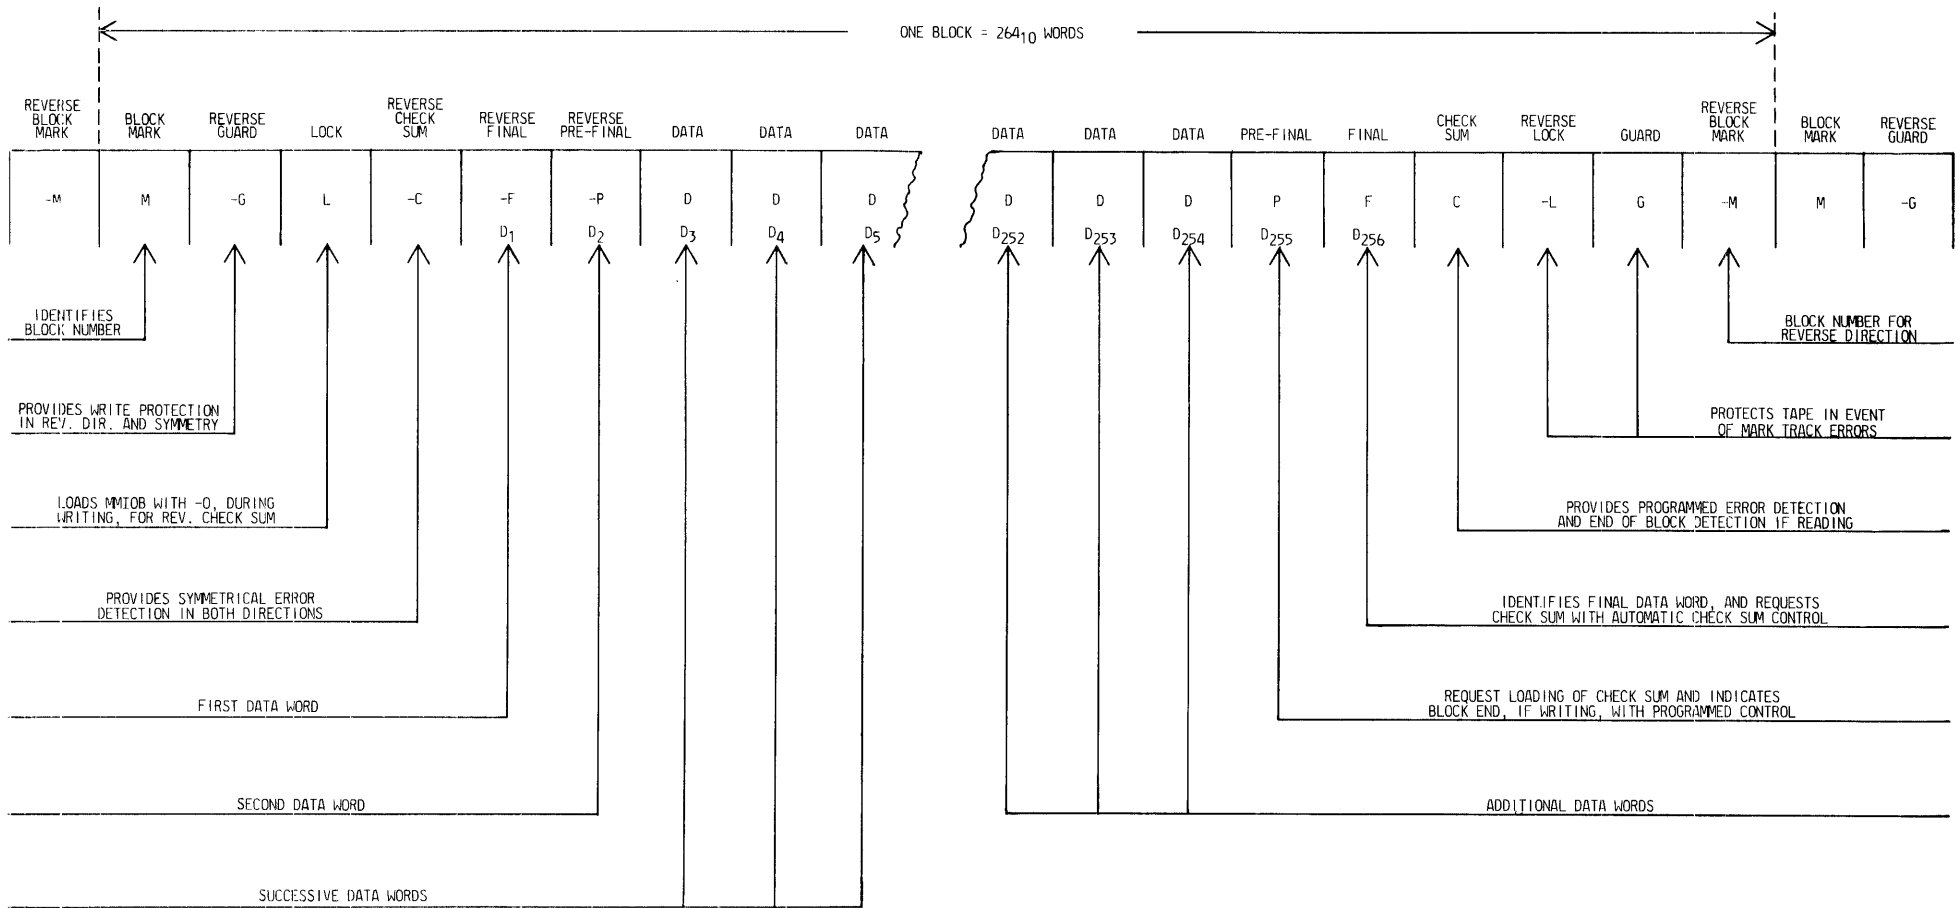 ONE BLOCK = 264₁₀ WORDS
REVERSE
BLOCK
MARK
BLOCK
MARK
REVERSE
GUARD
LOCK
REVERSE
CHECK
SUM
REVERSE
FINAL
REVERSE
PRE-FINAL
DATA
DATA
DATA
DATA
DATA
DATA
PRE-FINAL
FINAL
CHECK
SUM
REVERSE
LOCK
GUARD
REVERSE
BLOCK
MARK
BLOCK
MARK
REVERSE
GUARD
-M M -G L -C -F -P D D D D D D P F C -L G -M M -G
D₁ D₂ D₃ D₄ D₅ D₂₅₂ D₂₅₃ D₂₅₄ D₂₅₅ D₂₅₆
IDENTIFIES
BLOCK NUMBER
PROVIDES WRITE PROTECTION
IN REV. DIR. AND SYMMETRY
LOADS MMIOB WITH -0, DURING
WRITING, FOR REV. CHECK SUM
PROVIDES SYMMETRICAL ERROR
DETECTION IN BOTH DIRECTIONS
FIRST DATA WORD
SECOND DATA WORD
SUCCESSIVE DATA WORDS
BLOCK NUMBER FOR
REVERSE DIRECTION
PROTECTS TAPE IN EVENT
OF MARK TRACK ERRORS
PROVIDES PROGRAMMED ERROR DETECTION
AND END OF BLOCK DETECTION IF READING
IDENTIFIES FINAL DATA WORD, AND REQUESTS
CHECK SUM WITH AUTOMATIC CHECK SUM CONTROL
REQUEST LOADING OF CHECK SUM AND INDICATES
BLOCK END, IF WRITING, WITH PROGRAMMED CONTROL
ADDITIONAL DATA WORDS